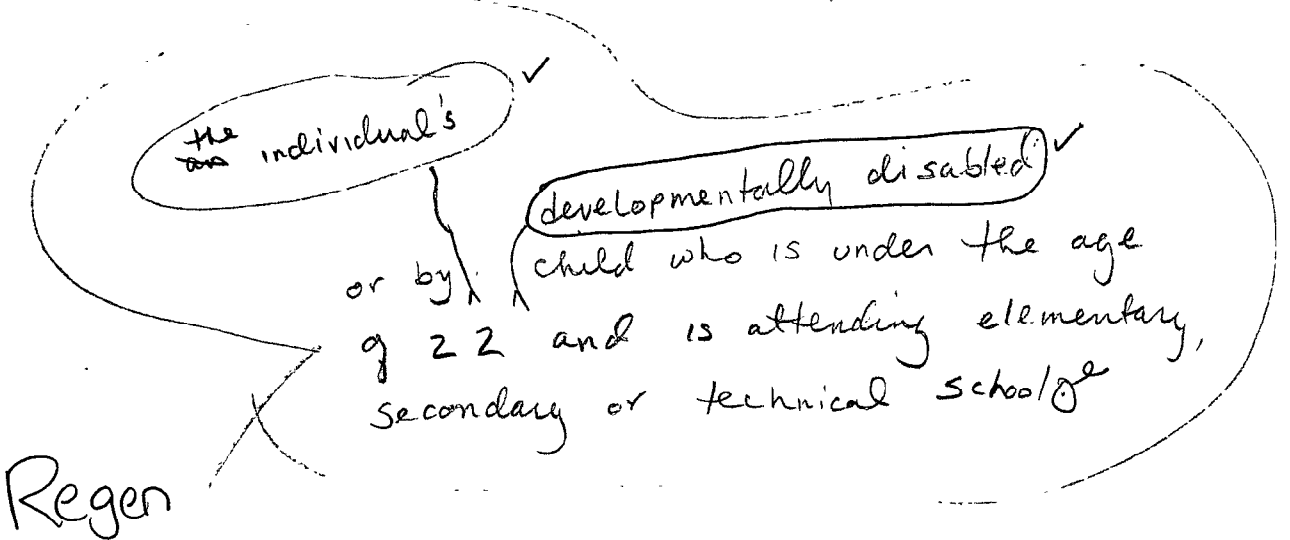 the an individual's
developmentally disabled
or by child who is under the age
of 22 and is attending elementary,
secondary or technical school
Regen